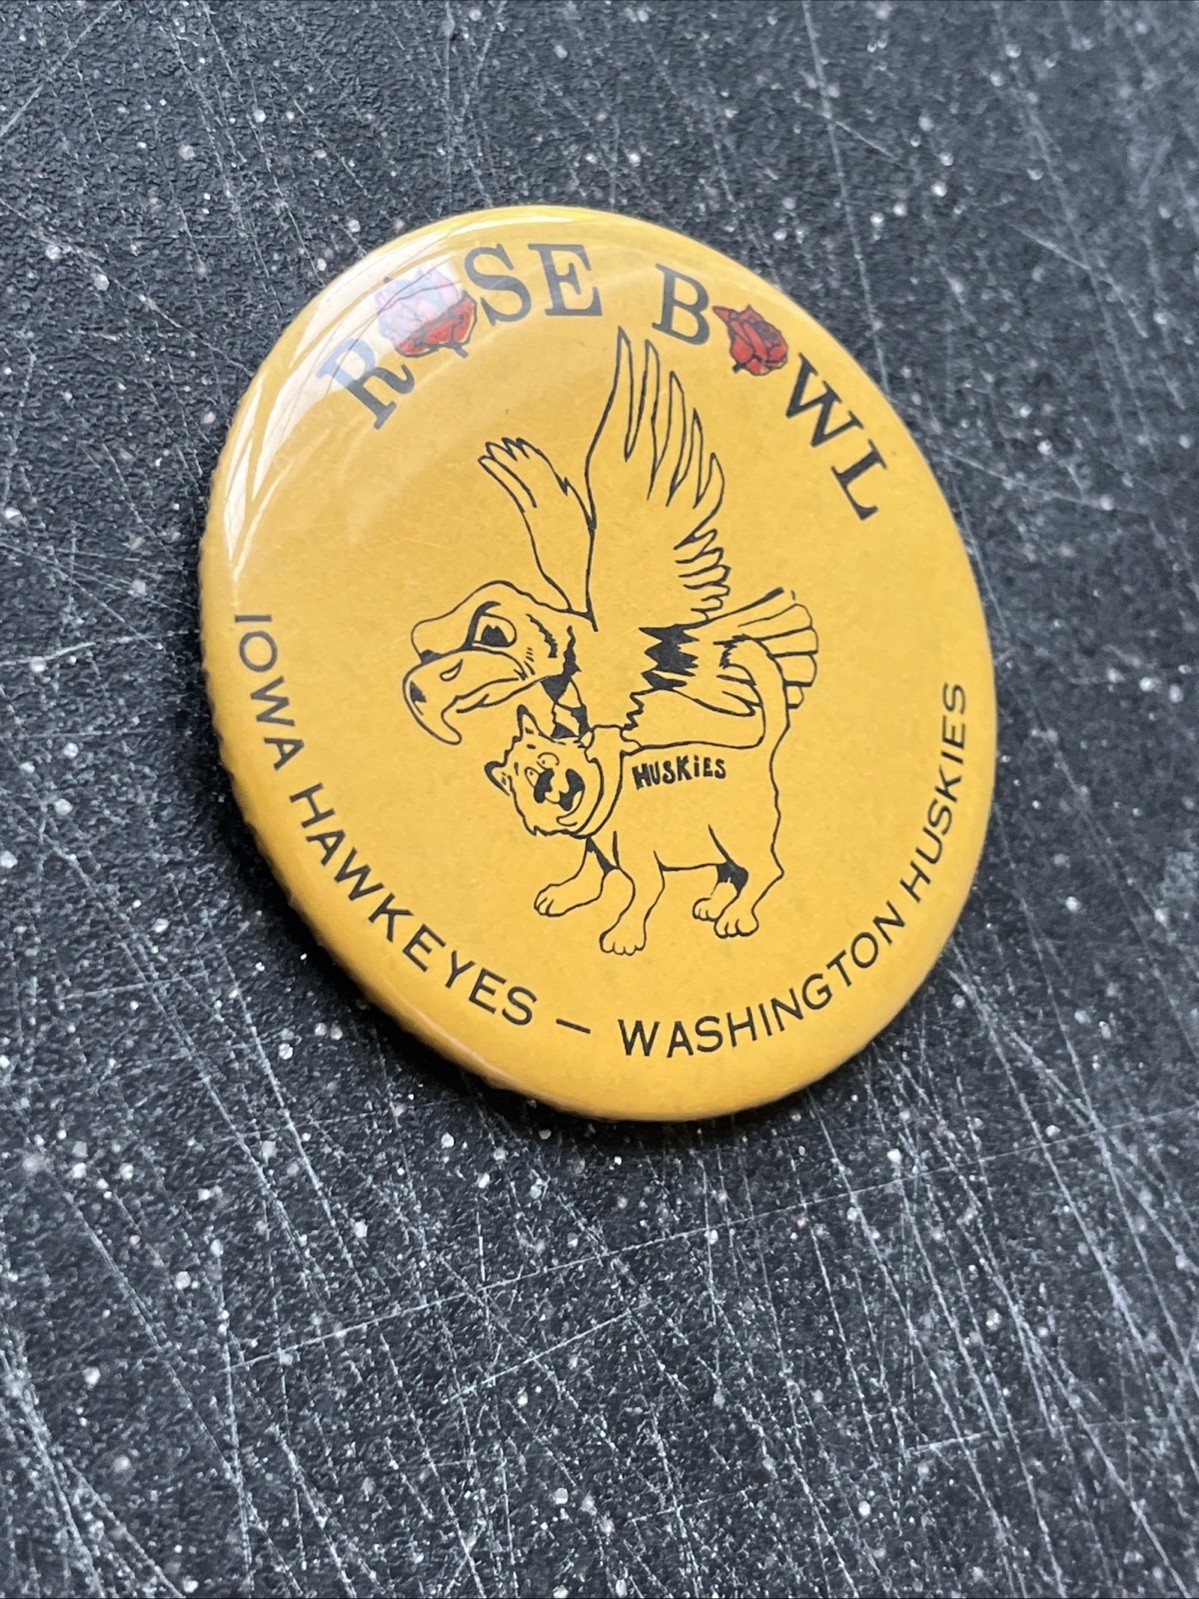 ROSE BOWL
HUSKiES
IOWA HAWKEYES – WASHINGTON HUSKIES